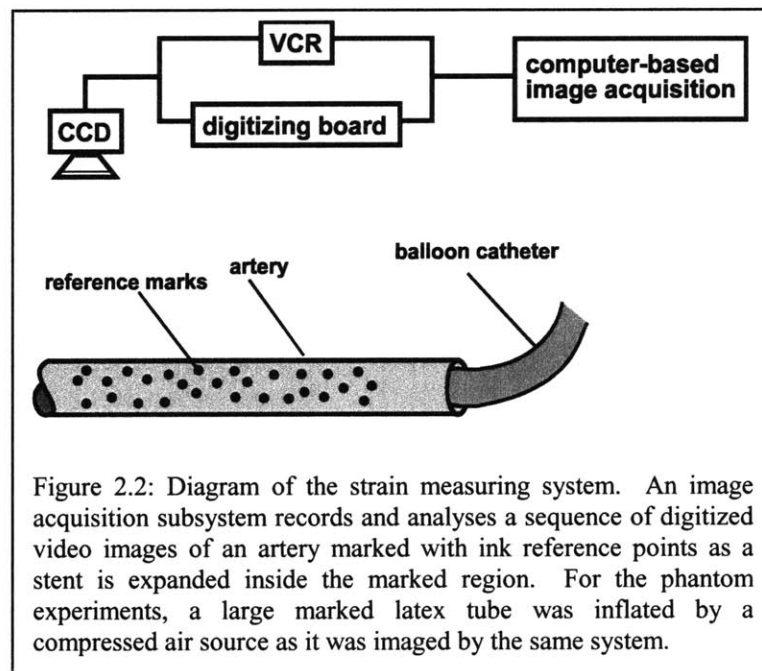 VCR
computer-based
image acquisition
CCD
digitizing board
balloon catheter
artery
reference marks
Figure 2.2: Diagram of the strain measuring system. An image
acquisition subsystem records and analyses a sequence of digitized
video images of an artery marked with ink reference points as a
stent is expanded inside the marked region. For the phantom
experiments, a large marked latex tube was inflated by a
compressed air source as it was imaged by the same system.